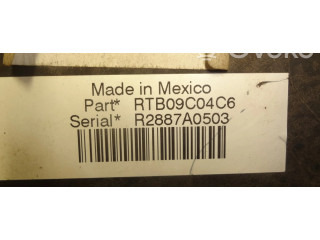 Made in Mexico
Part* RTB09C04C6
Serial* R2887A0503